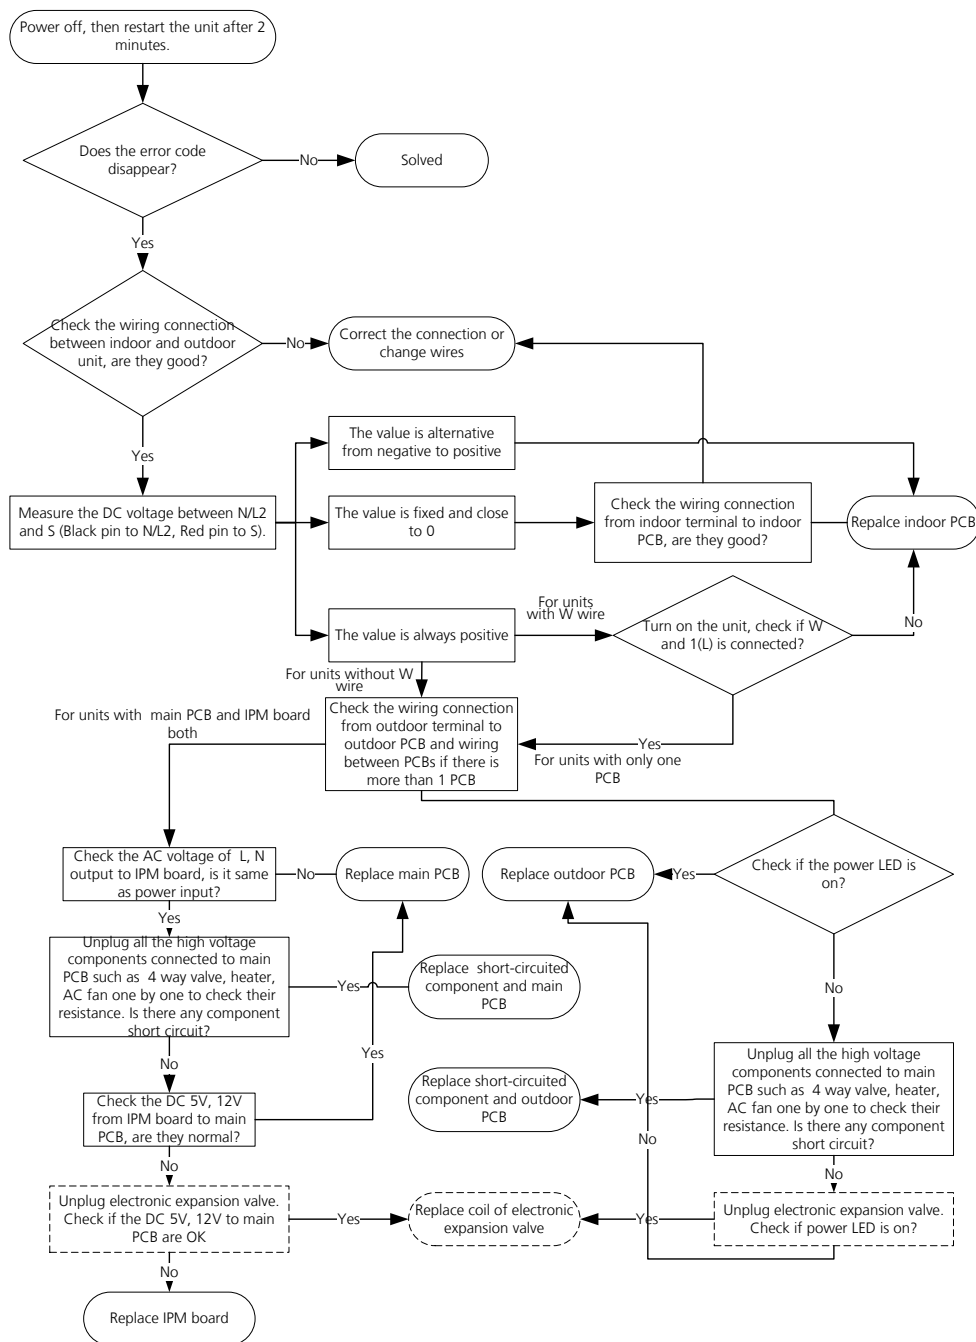 Power off, then restart the unit after 2
minutes.
Does the error code
disappear?
No
Solved
Yes
Check the wiring connection
between indoor and outdoor
unit, are they good?
No
Correct the connection or
change wires
Yes
The value is alternative
from negative to positive
Measure the DC voltage between N/L2
and S (Black pin to N/L2, Red pin to S).
The value is fixed and close
to 0
Check the wiring connection
from indoor terminal to indoor
PCB, are they good?
Repalce indoor PCB
The value is always positive
For units
with W wire
Turn on the unit, check if W
and 1(L) is connected?
No
For units without W
wire
For units with  main PCB and IPM board
both
Check the wiring connection
from outdoor terminal to
outdoor PCB and wiring
between PCBs if there is
more than 1 PCB
Yes
For units with only one
PCB
Check the AC voltage of  L, N
output to IPM board, is it same
as power input?
No
Replace main PCB
Replace outdoor PCB
Yes
Check if the power LED is
on?
Yes
Unplug all the high voltage
components connected to main
PCB such as  4 way valve, heater,
AC fan one by one to check their
resistance. Is there any component
short circuit?
Yes
Replace  short-circuited
component and main
PCB
No
No
Yes
Check the DC 5V, 12V
from IPM board to main
PCB, are they normal?
Replace short-circuited
component and outdoor
PCB
Yes
Unplug all the high voltage
components connected to main
PCB such as  4 way valve, heater,
AC fan one by one to check their
resistance. Is there any component
short circuit?
No
No
No
Unplug electronic expansion valve.
Check if the DC 5V, 12V to main
PCB are OK
Yes
Replace coil of electronic
expansion valve
Yes
Unplug electronic expansion valve.
Check if power LED is on?
No
Replace IPM board